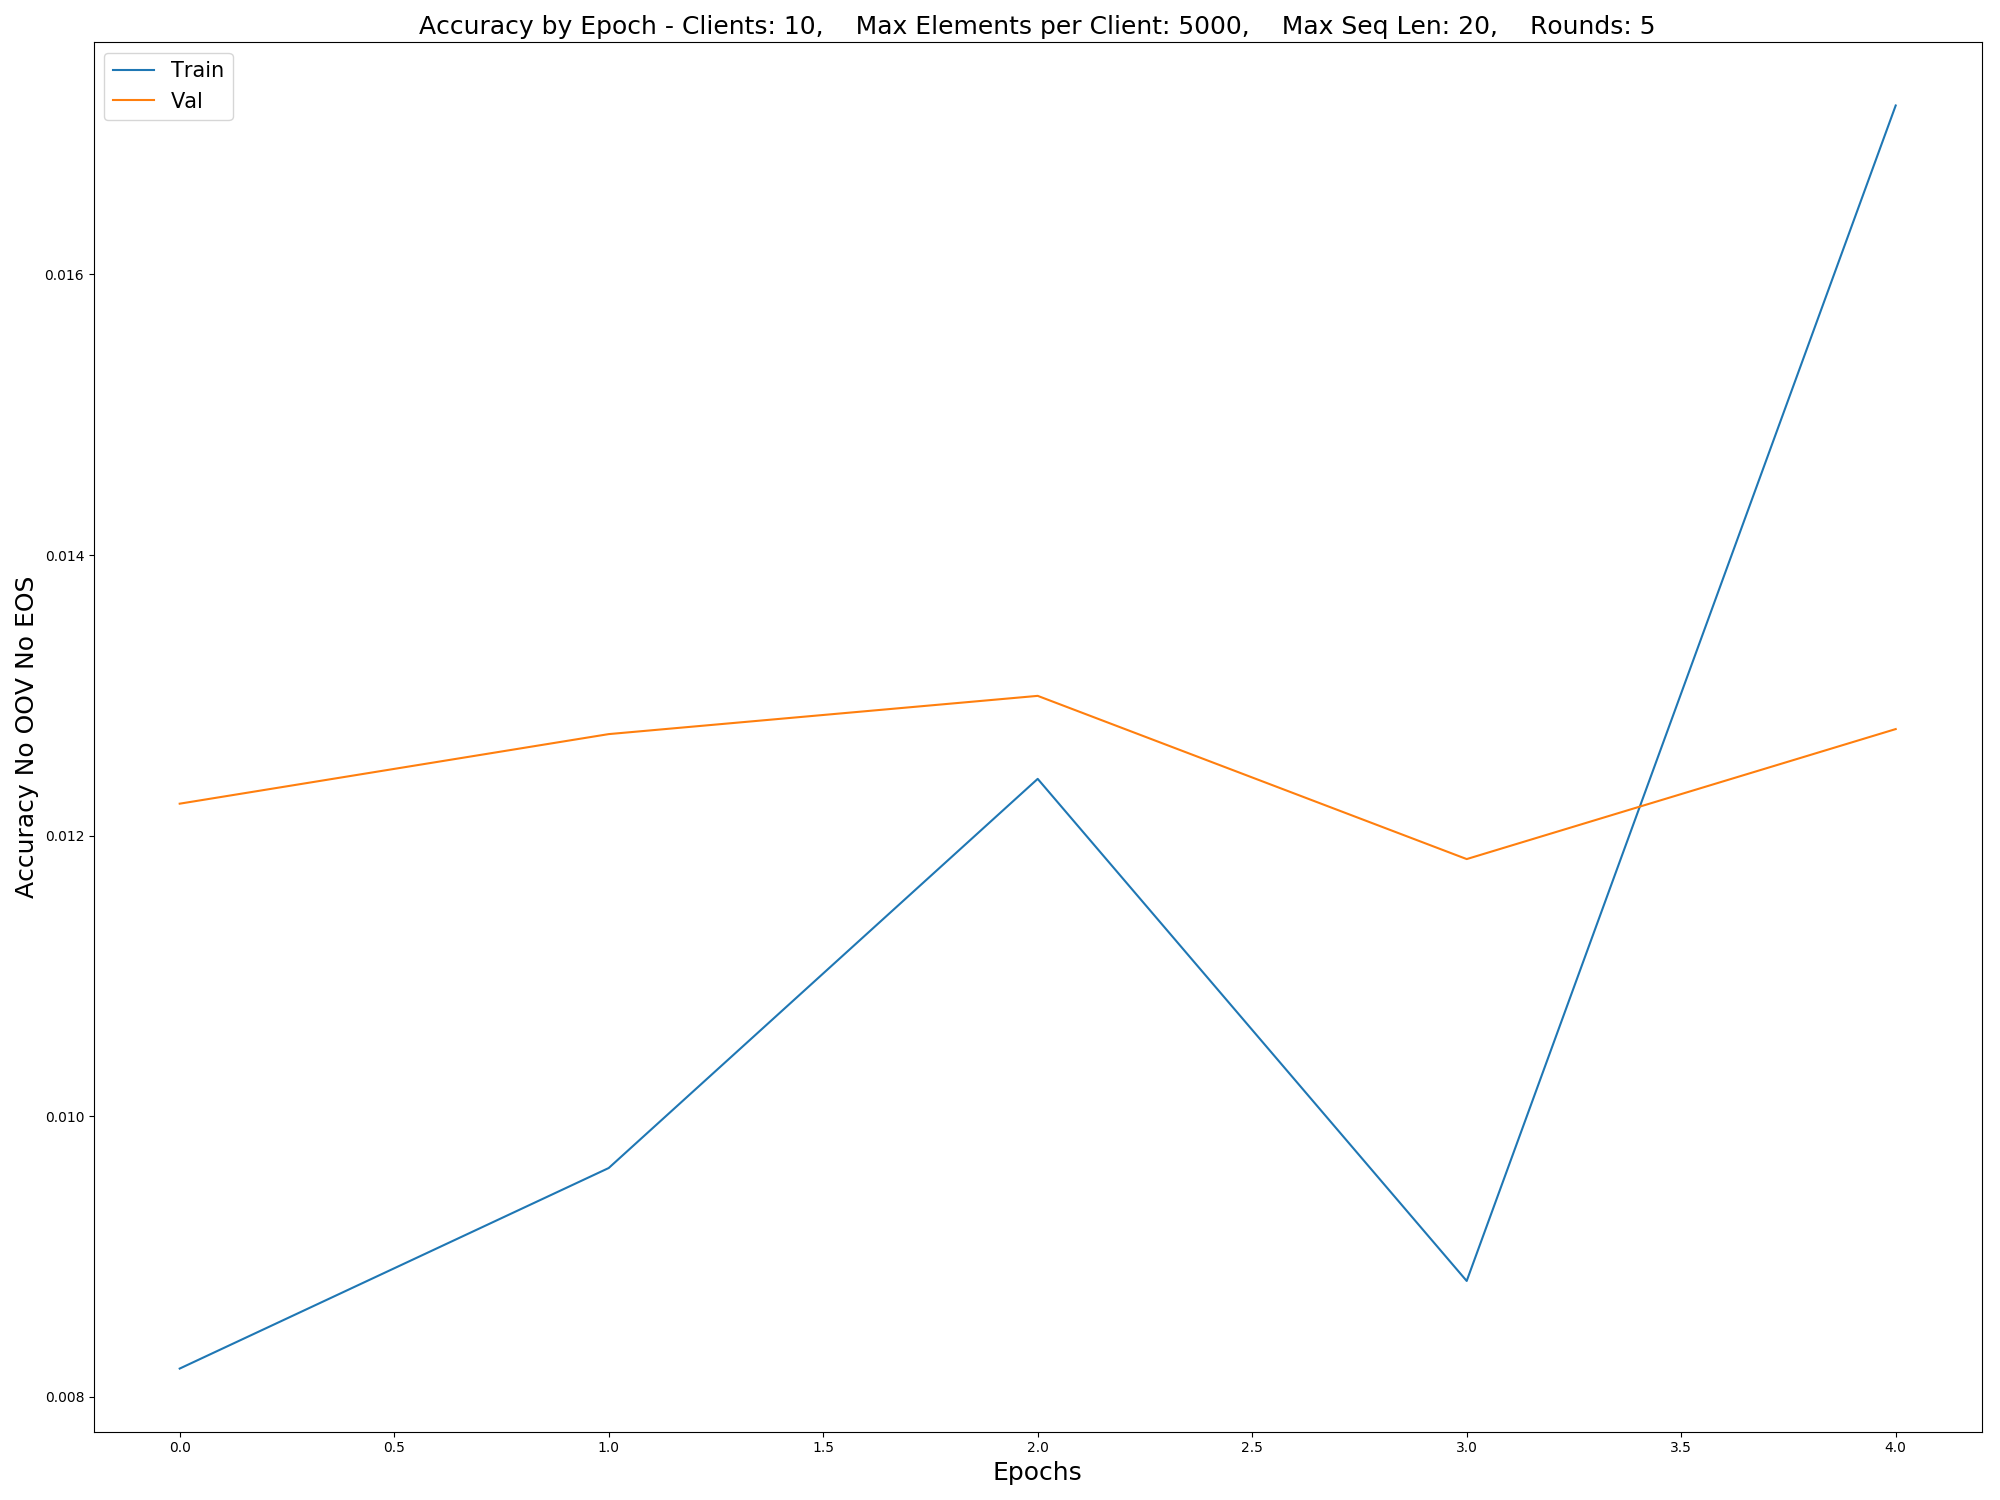 Accuracy by Epoch - Clients: 10,    Max Elements per Client: 5000,    Max Seq Len: 20,    Rounds: 5
Train
Val
Accuracy No OOV No EOS
0.016
0.014
0.012
0.010
0.008
0.0 0.5 1.0 1.5 2.0 2.5 3.0 3.5 4.0
Epochs